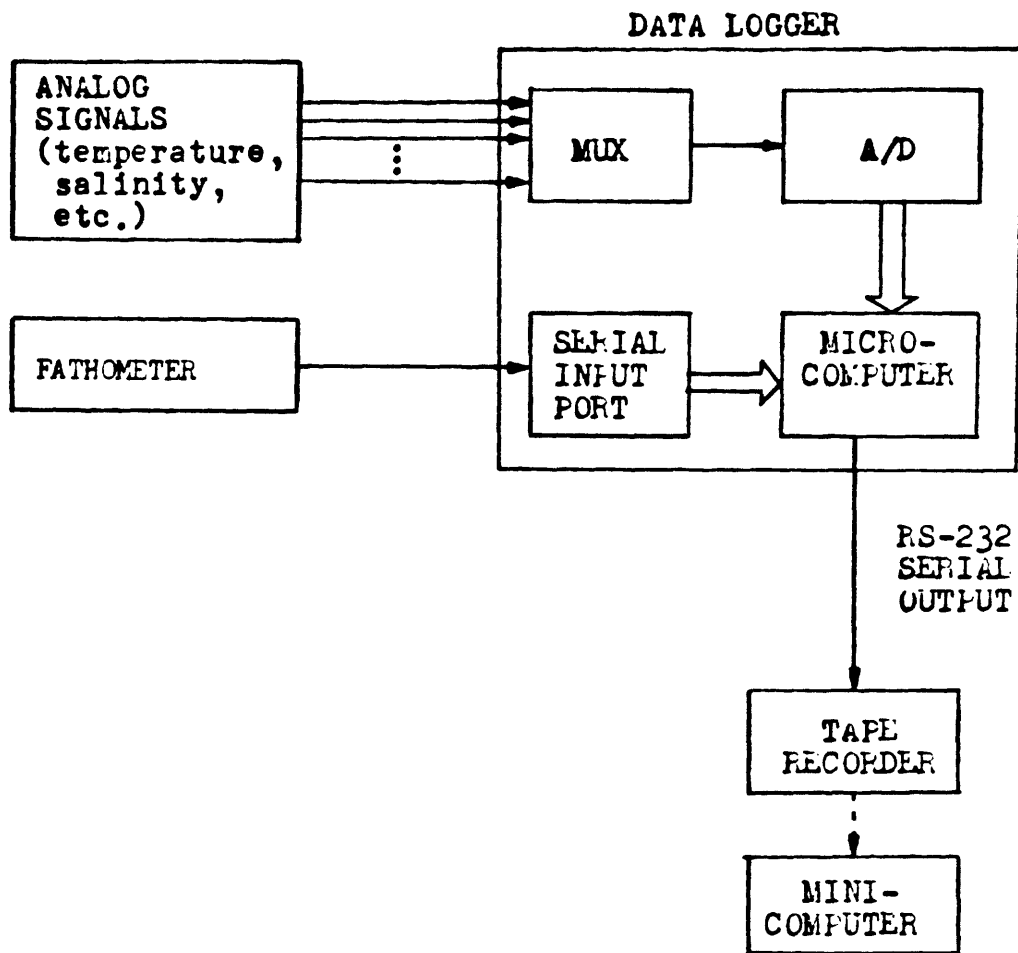 DATA LOGGER
ANALOG
SIGNALS
(temperature,
salinity,
etc.)
MUX
A/D
FATHOMETER
SERIAL
INPUT
PORT
MICRO-
COMPUTER
RS-232
SERIAL
OUTPUT
TAPE
RECORDER
MINI-
COMPUTER